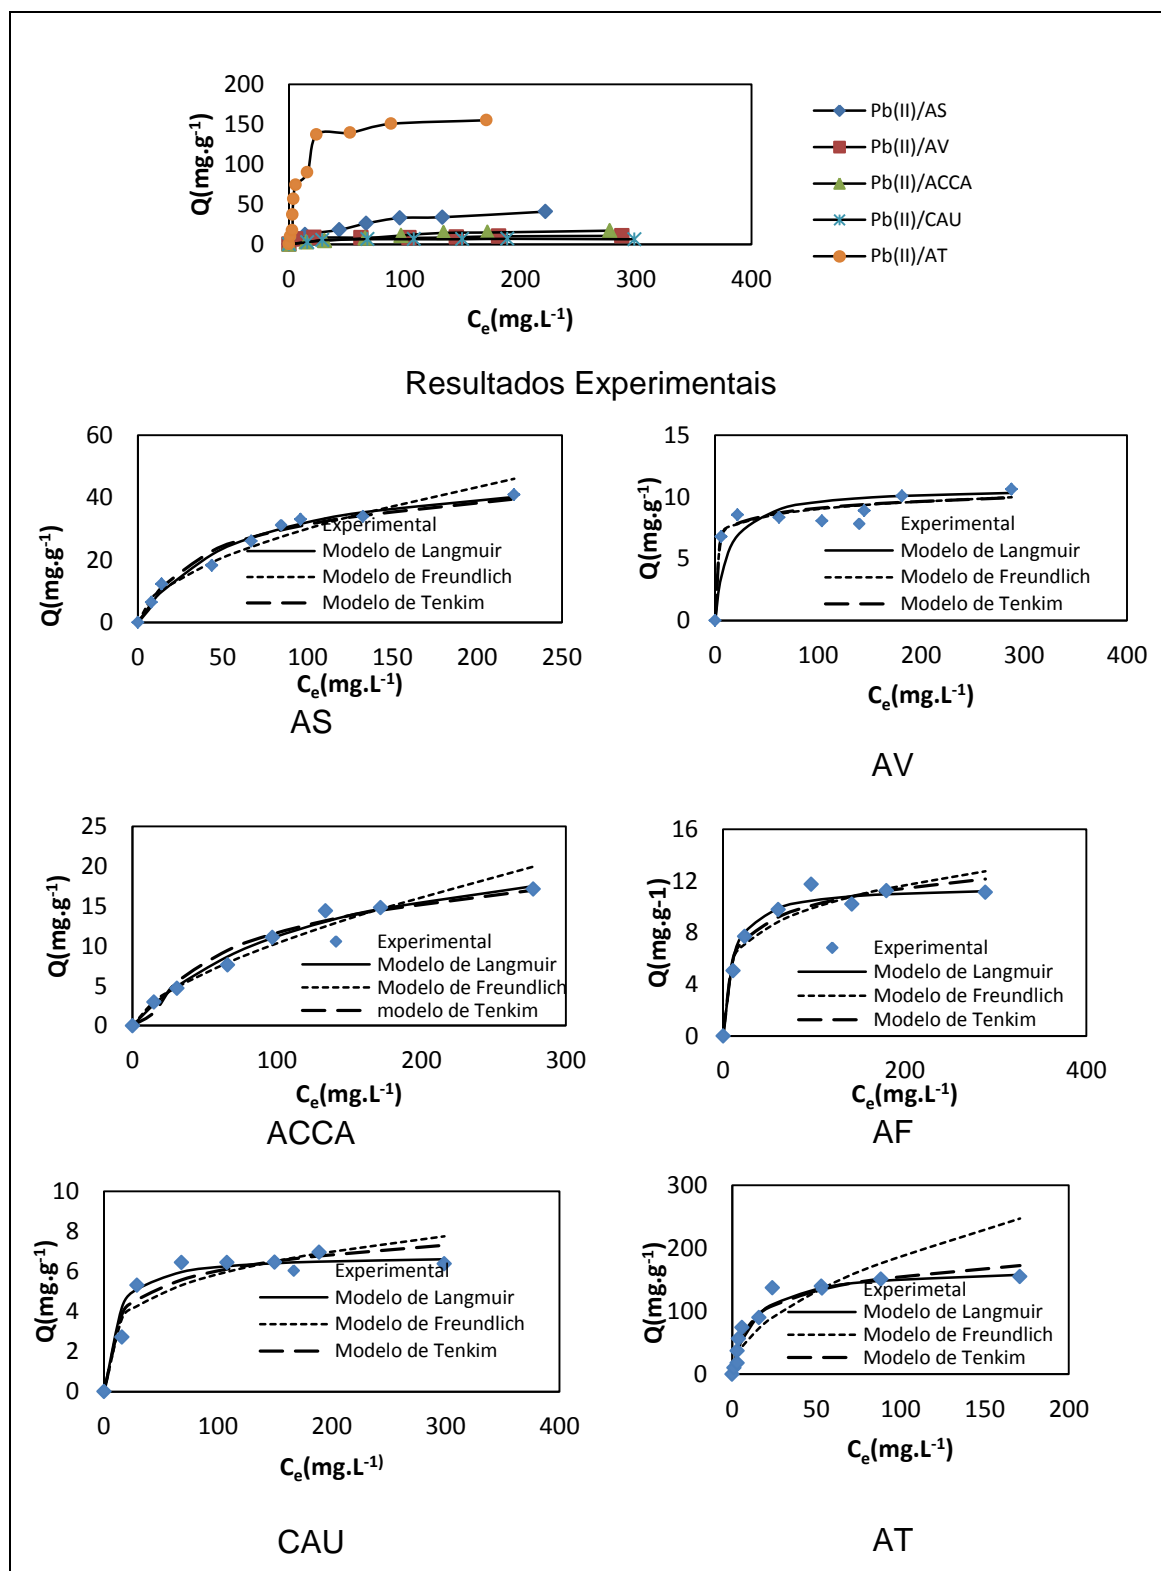 200
150
100
50
0
Q(mg.g-1)
0 100 200 300 400
Ce(mg.L-1)
Pb(II)/AS
Pb(II)/AV
Pb(II)/ACCA
Pb(II)/CAU
Pb(II)/AT
Resultados Experimentais
60
40
20
0
Q(mg.g-1)
Experimental
Modelo de Langmuir
Modelo de Freundlich
Modelo de Tenkim
0 50 100 150 200 250
Ce(mg.L-1)
AS
15
10
5
0
Q(mg.g-1)
Experimental
Modelo de Langmuir
Modelo de Freundlich
Modelo de Tenkim
0 100 200 300 400
Ce(mg.L-1)
AV
25
20
15
10
5
0
Q(mg.g-1)
Experimental
Modelo de Langmuir
Modelo de Freundlich
modelo de Tenkim
0 100 200 300
Ce(mg.L-1)
ACCA
16
12
8
4
0
Q(mg.g-1)
Experimental
Modelo de Langmuir
Modelo de Freundlich
Modelo de Tenkim
0 200 400
Ce(mg.L-1)
AF
10
8
6
4
2
0
Q(mg.g-1)
Experimental
Modelo de Langmuir
Modelo de Freundlich
Modelo de Tenkim
0 100 200 300 400
Ce(mg.L-1)
CAU
300
200
100
0
Q(mg.g-1)
Experimetal
Modelo de Langmuir
Modelo de Freundlich
Modelo de Tenkim
0 50 100 150 200
Ce(mg.L-1)
AT